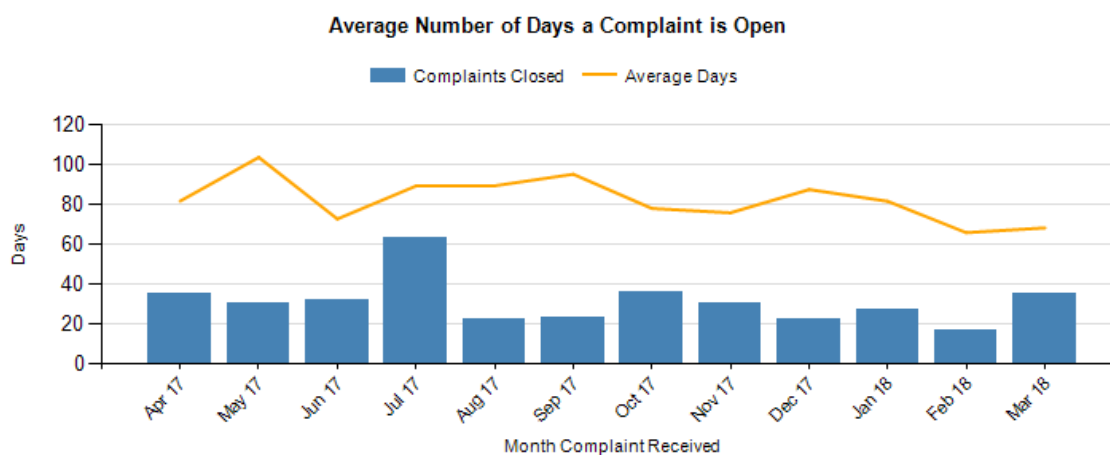 Average Number of Days a Complaint is Open
Complaints Closed Average Days
120
100
80
60
40
20
0
Days
Apr 17 May 17 Jun 17 Jul 17 Aug 17 Sep 17 Oct 17 Nov 17 Dec 17 Jan 18 Feb 18 Mar 18
Month Complaint Received